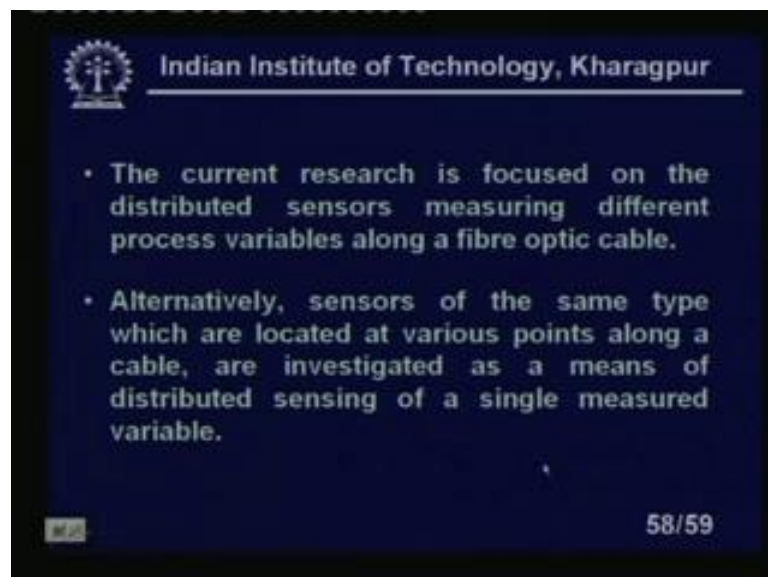 Indian Institute of Technology, Kharagpur
• The current research is focused on the
distributed sensors measuring different
process variables along a fibre optic cable.
• Alternatively, sensors of the same type
which are located at various points along a
cable, are investigated as a means of
distributed sensing of a single measured
variable.
58/59